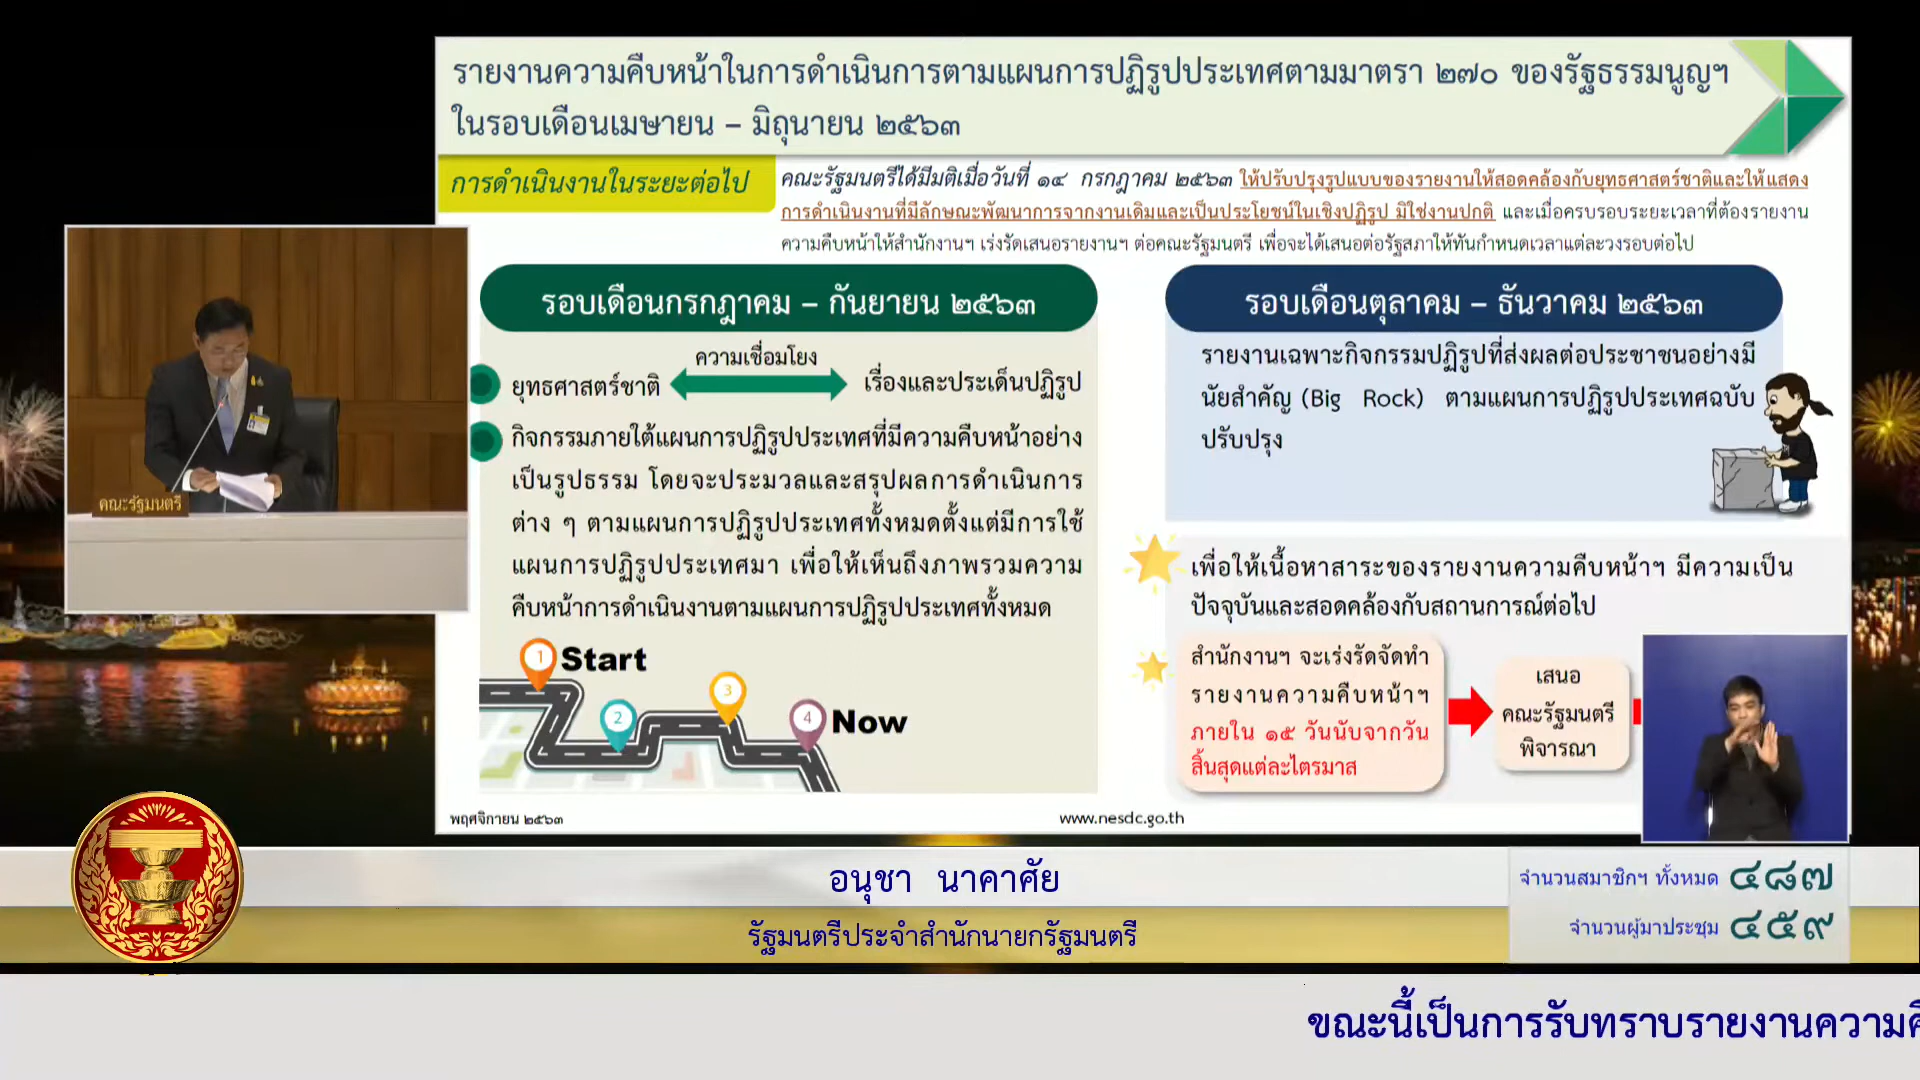 รายงานความคืบหน้าในการดำเนินการตามแผนการปฏิรูปประเทศตามมาตรา ๒๗๐ ของรัฐธรรมนูญฯ
ในรอบเดือนเมษายน – มิถุนายน ๒๕๖๓
การดำเนินงานในระยะต่อไป
คณะรัฐมนตรีได้มีมติเมื่อวันที่ ๑๔ กรกฎาคม ๒๕๖๓ ให้ปรับปรุงรูปแบบของรายงานให้สอดคล้องกับยุทธศาสตร์ชาติและให้แสดง
การดำเนินงานที่มีลักษณะพัฒนาการจากงานเดิมและเป็นประโยชน์ในเชิงปฏิรูป มิใช่งานปกติ และเมื่อครบรอบระยะเวลาที่ต้องรายงาน
ความคืบหน้าให้สำนักงานฯ เร่งรัดเสนอรายงานฯ ต่อคณะรัฐมนตรี เพื่อจะได้เสนอต่อรัฐสภาให้ทันกำหนดเวลาแต่ละวงรอบต่อไป
รอบเดือนกรกฎาคม – กันยายน ๒๕๖๓
ความเชื่อมโยง
ยุทธศาสตร์ชาติ
เรื่องและประเด็นปฏิรูป
กิจกรรมภายใต้แผนการปฏิรูปประเทศที่มีความคืบหน้าอย่าง
เป็นรูปธรรม โดยจะประมวลและสรุปผลการดำเนินการ
ต่าง ๆ ตามแผนการปฏิรูปประเทศทั้งหมดตั้งแต่มีการใช้
แผนการปฏิรูปประเทศมา เพื่อให้เห็นถึงภาพรวมความ
คืบหน้าการดำเนินงานตามแผนการปฏิรูปประเทศทั้งหมด
1
Start
2
3
4
Now
รอบเดือนตุลาคม – ธันวาคม ๒๕๖๓
รายงานเฉพาะกิจกรรมปฏิรูปที่ส่งผลต่อประชาชนอย่างมี
นัยสำคัญ (Big Rock) ตามแผนการปฏิรูปประเทศฉบับ
ปรับปรุง
เพื่อให้เนื้อหาสาระของรายงานความคืบหน้าฯ มีความเป็น
ปัจจุบันและสอดคล้องกับสถานการณ์ต่อไป
สำนักงานฯ จะเร่งรัดจัดทำ
รายงานความคืบหน้าฯ
ภายใน ๑๕ วันนับจากวัน
สิ้นสุดแต่ละไตรมาส
เสนอ
คณะรัฐมนตรี
พิจารณา
พฤศจิกายน ๒๕๖๓
www.nesdc.go.th
คณะรัฐมนตรี
อนุชา นาคาศัย
รัฐมนตรีประจำสำนักนายกรัฐมนตรี
จำนวนสมาชิกฯ ทั้งหมด ๔๘๗
จำนวนผู้มาประชุม ๔๕๙
ขณะนี้เป็นการรับทราบรายงานความ